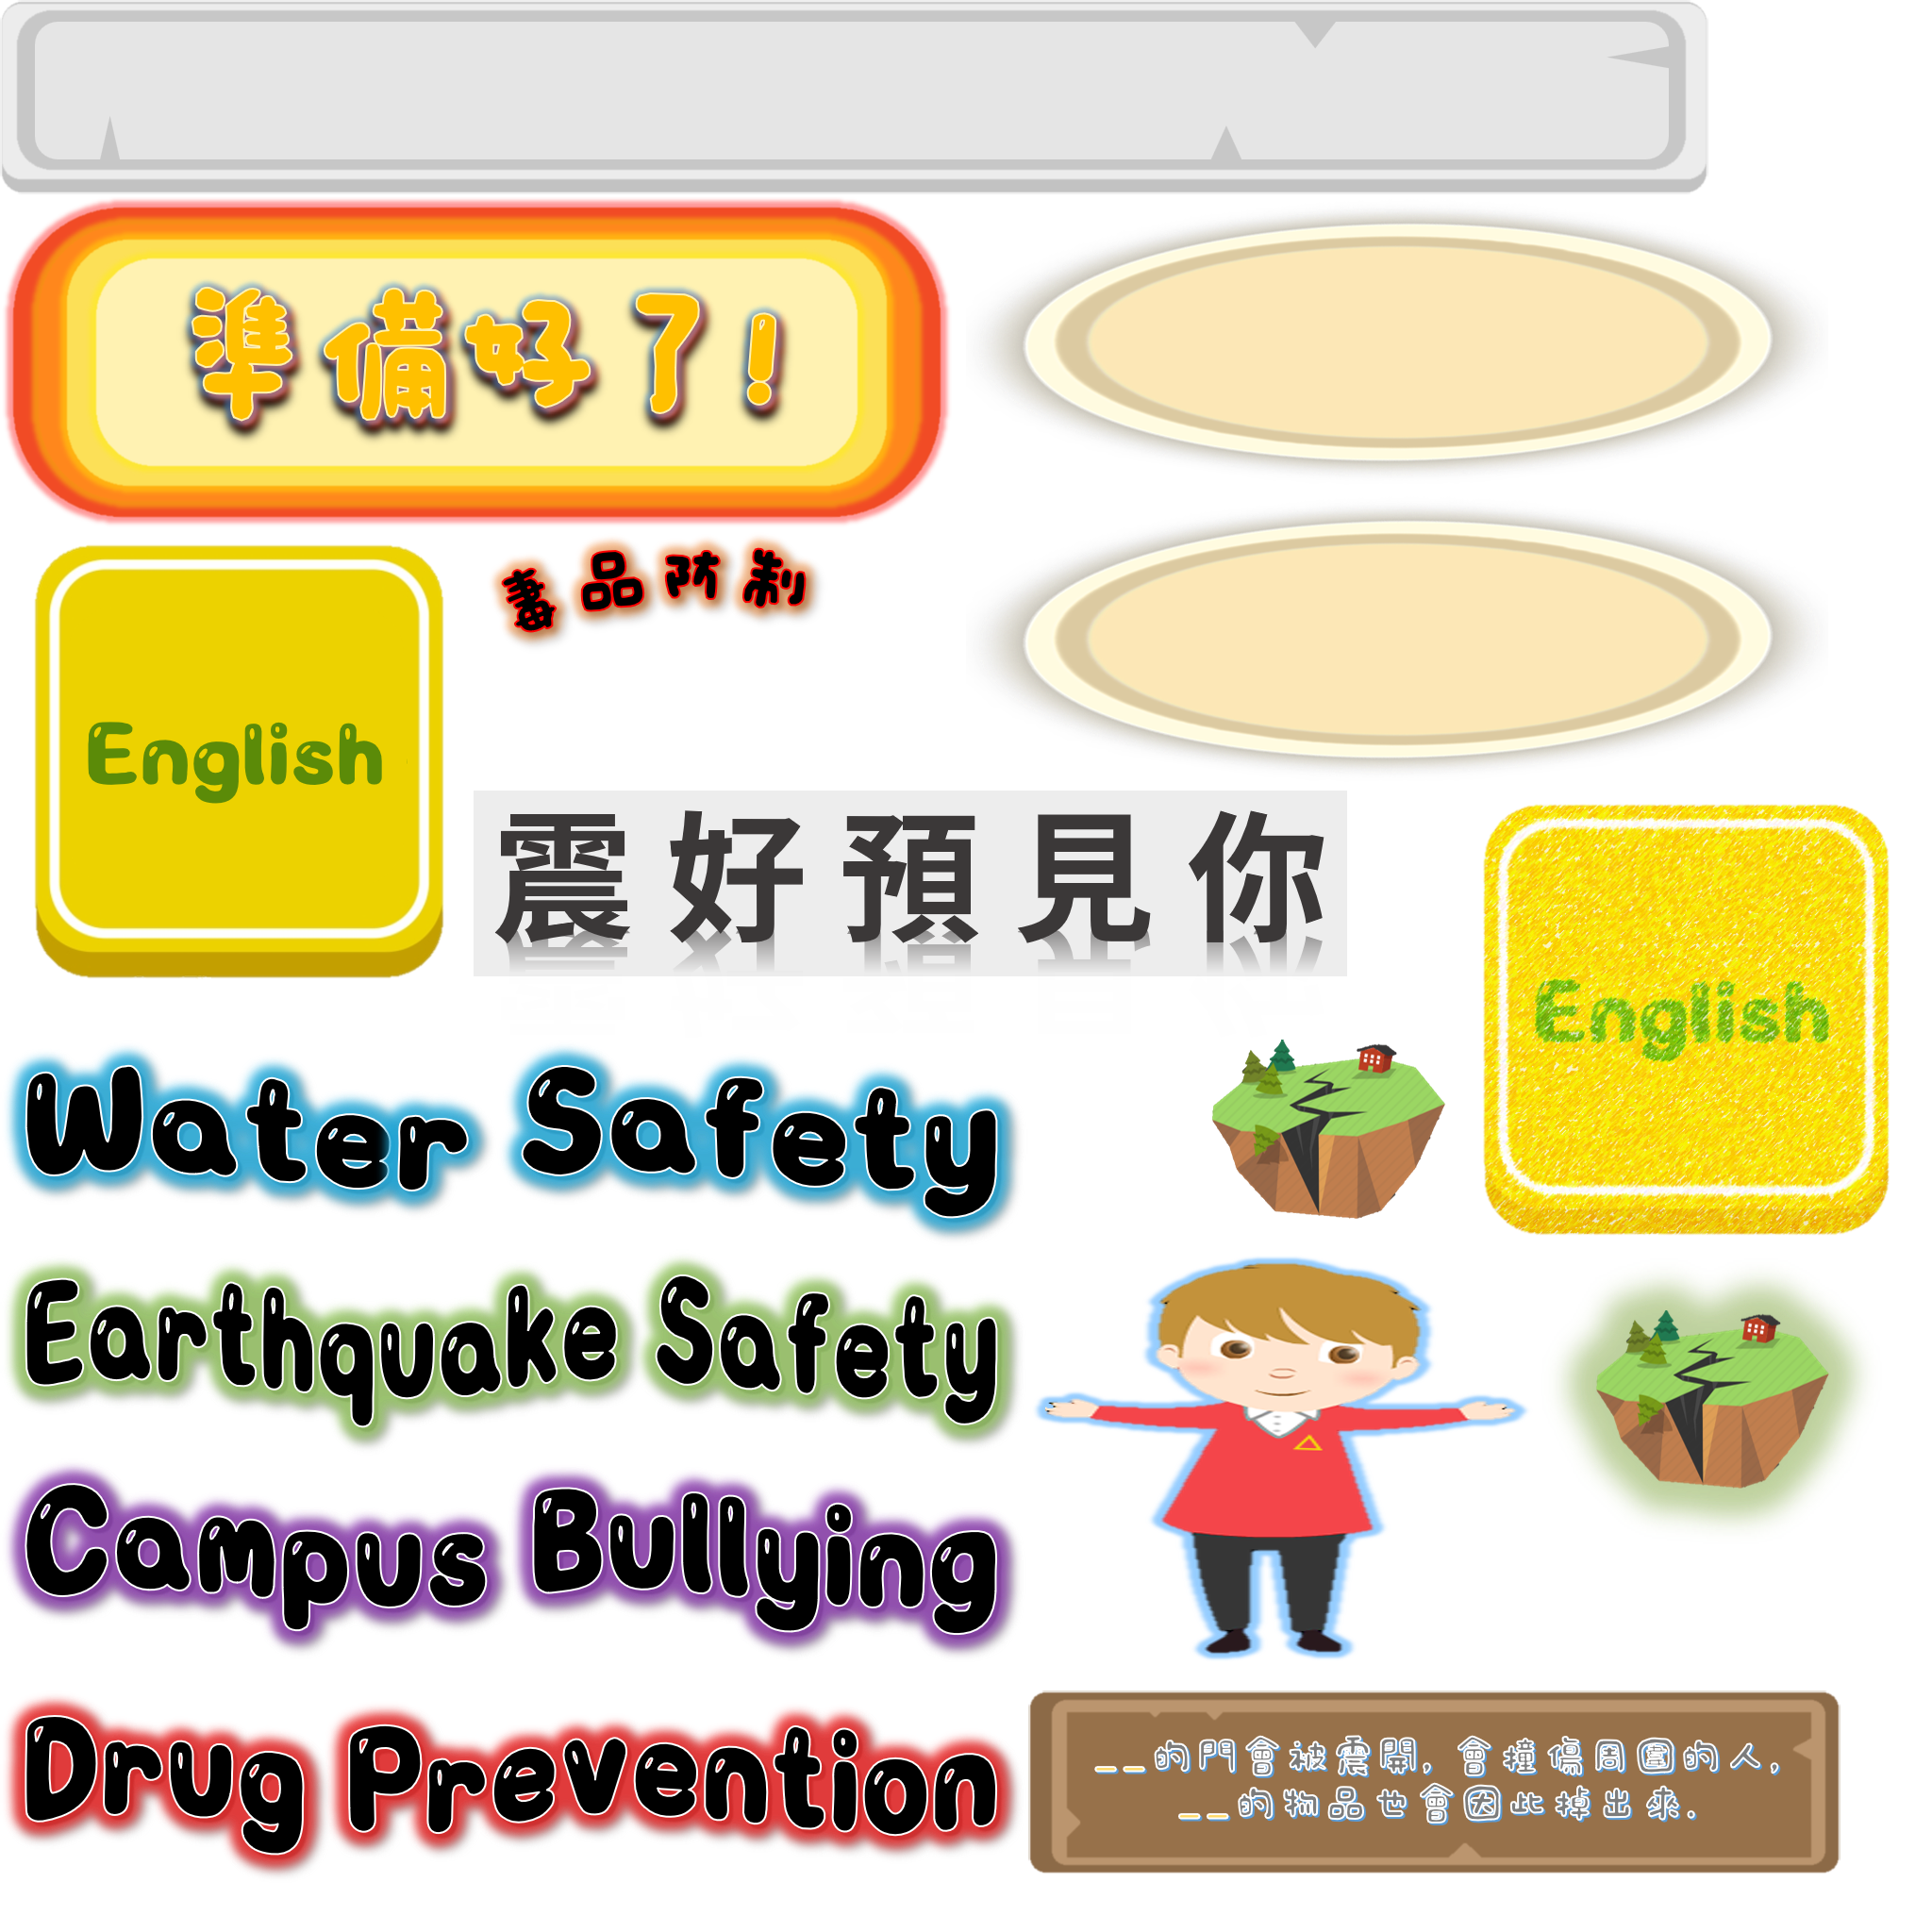 準備好了!
毒品防制
English
震好預見你
English
Water Safety
Earthquake Safety
Campus Bullying
Drug Prevention
__的門會被震開,會撞傷周圍的人,
__的物品也會因此掉出來.